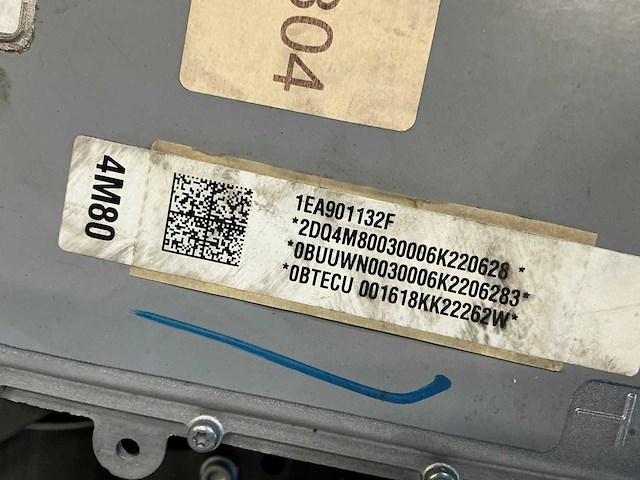 304
4M80
1EA901132F
*2DQ4M80030006K220628 *
*0BUUWN0030006K2206283*
*0BTECU 001618KK22262W*